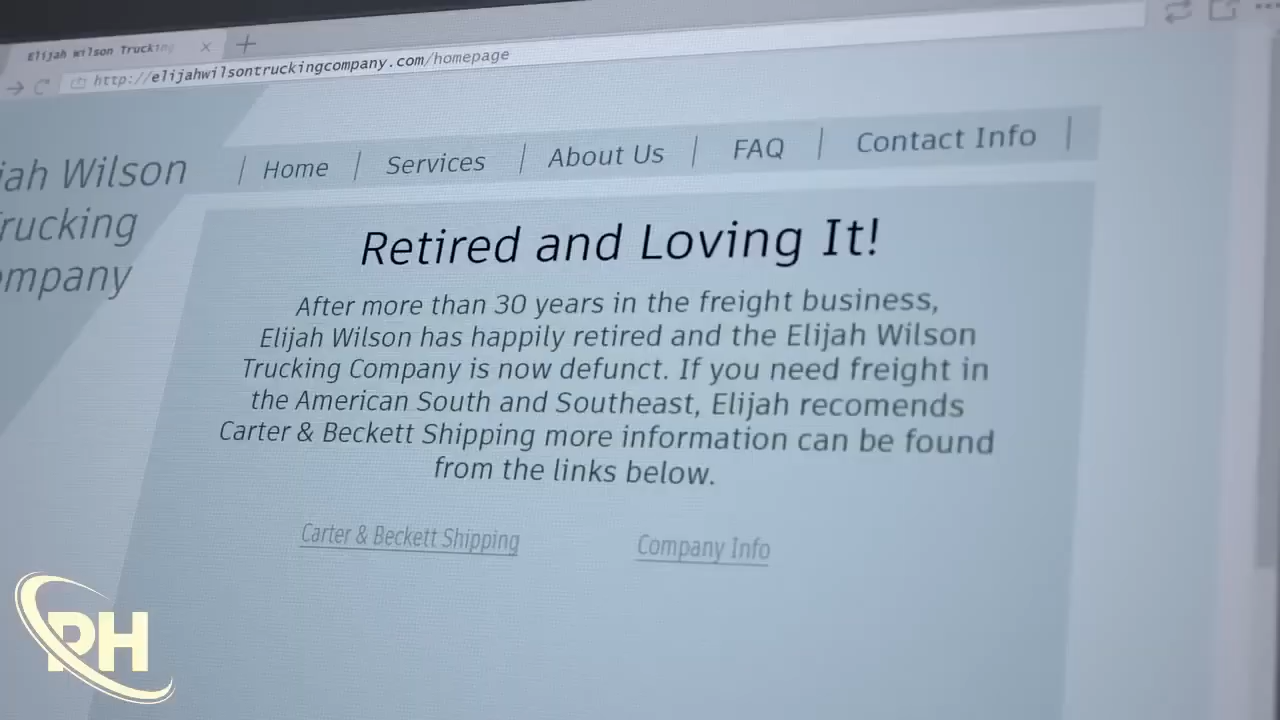 Elijah Wilson Trucking
http://elijahwilsontruckingcompany.com/homepage
jah Wilson
rucking
ompany
Home
Services
About Us
FAQ
Contact Info
Retired and Loving It!
After more than 30 years in the freight business,
Elijah Wilson has happily retired and the Elijah Wilson
Trucking Company is now defunct. If you need freight in
the American South and Southeast, Elijah recomends
Carter & Beckett Shipping more information can be found
from the links below.
Carter & Beckett Shipping
Company Info
PH